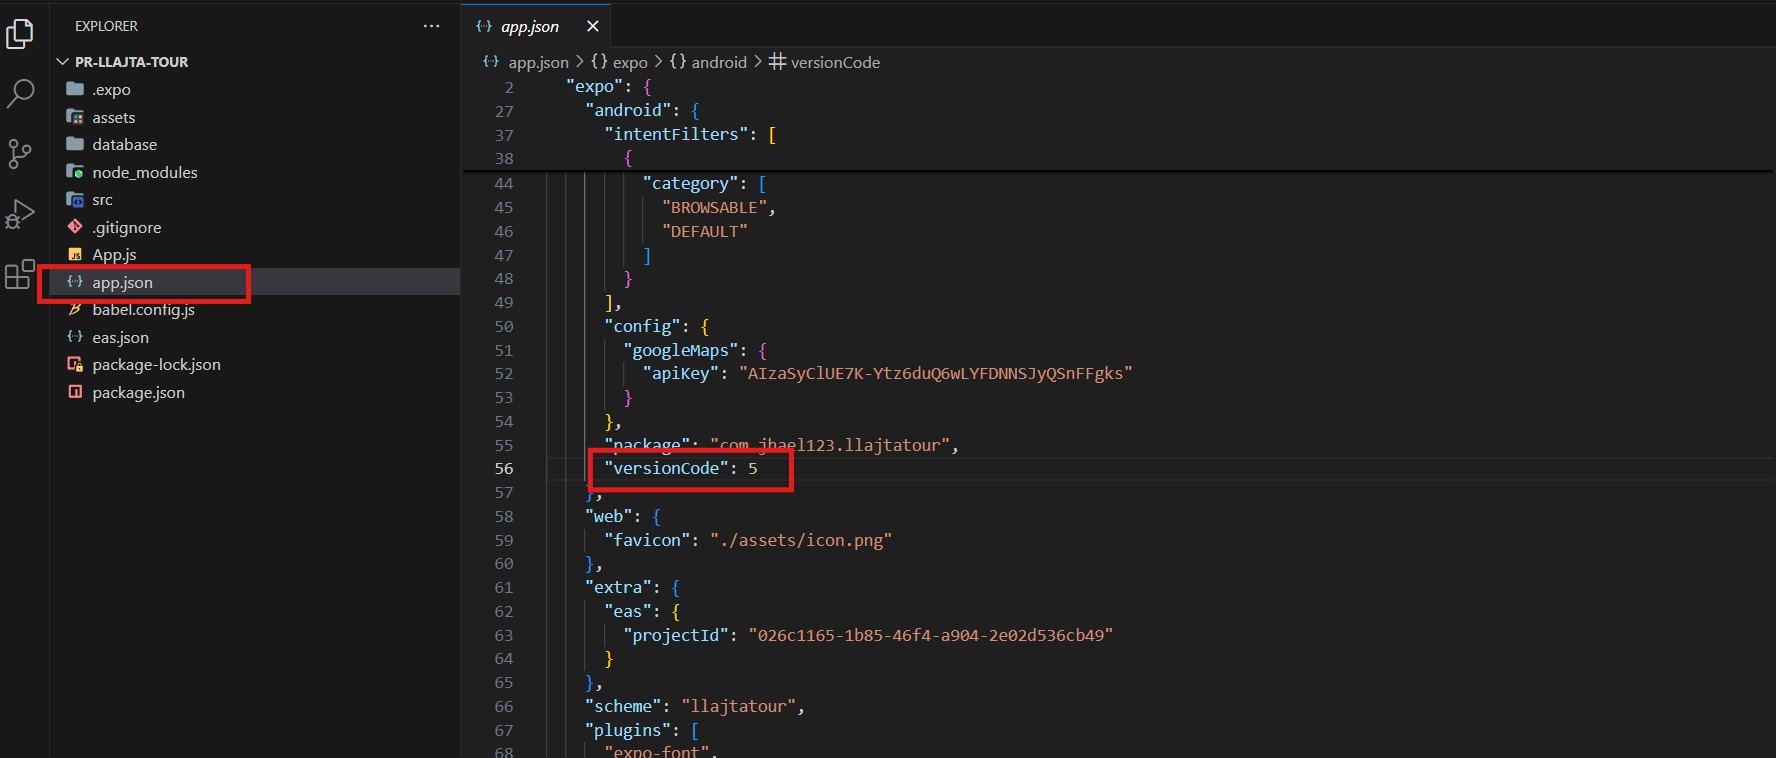 EXPLORER
PR-LLAJTA-TOUR
.expo
assets
database
node_modules
src
.gitignore
App.js
app.json
babel.config.js
eas.json
package-lock.json
package.json
app.json
app.json > {} expo > {} android > # versionCode
2 "expo": {
27 "android": {
37 "intentFilters": [
38 {
44 "category": [
45 "BROWSABLE",
46 "DEFAULT"
47 ]
48 }
49 ],
50 "config": {
51 "googleMaps": {
52 "apiKey": "AIzaSyClUE7K-Ytz6duQ6wLYFDNNSJyQSnFFgks"
53 }
54 },
55 "package": "com.jhael123.llajtatour",
56 "versionCode": 5
57 },
58 "web": {
59 "favicon": "./assets/icon.png"
60 },
61 "extra": {
62 "eas": {
63 "projectId": "026c1165-1b85-46f4-a904-2e02d536cb49"
64 }
65 },
66 "scheme": "llajtatour",
67 "plugins": [
68 "expo-font",